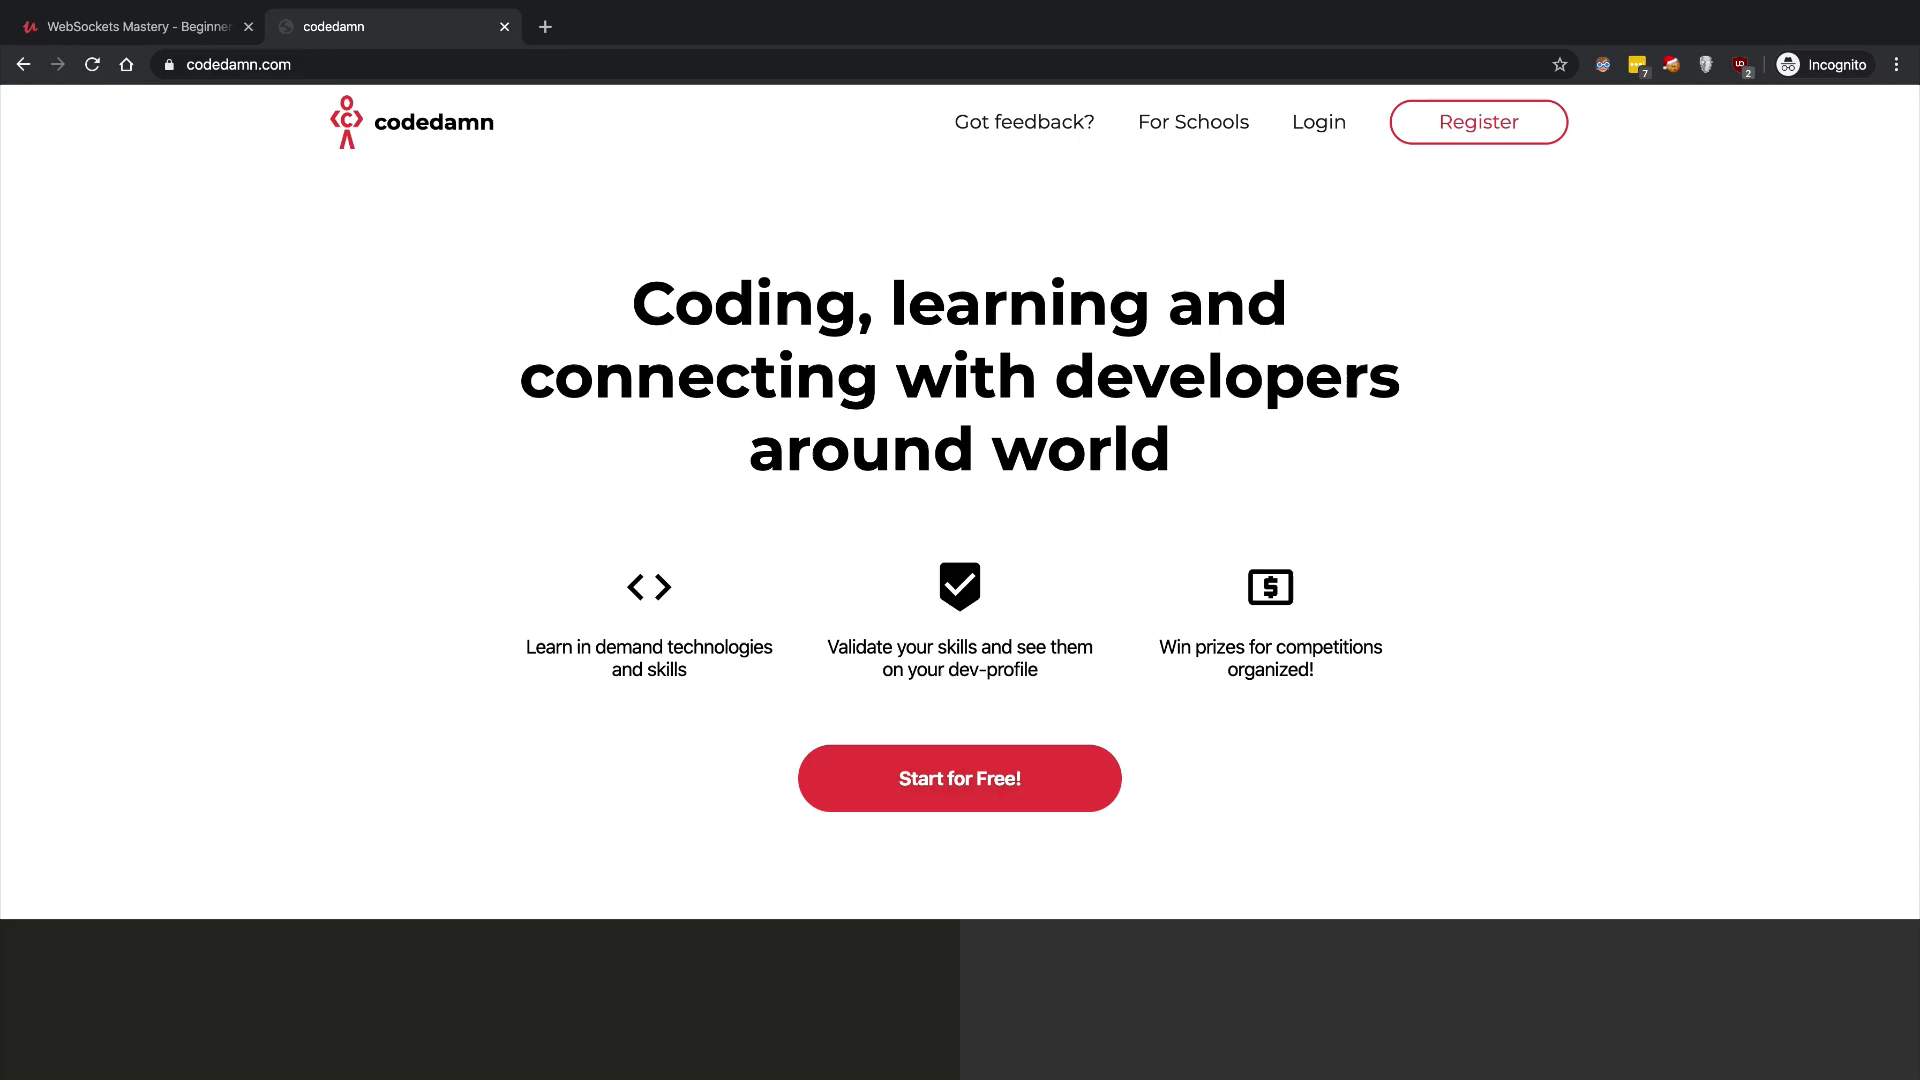 WebSockets Mastery - Beginner
codedamn
codedamn.com
7
2
Incognito
codedamn
Got feedback?
For Schools
Login
Register
Coding, learning and
connecting with developers
around world
Learn in demand technologies
and skills
Validate your skills and see them
on your dev-profile
Win prizes for competitions
organized!
Start for Free!